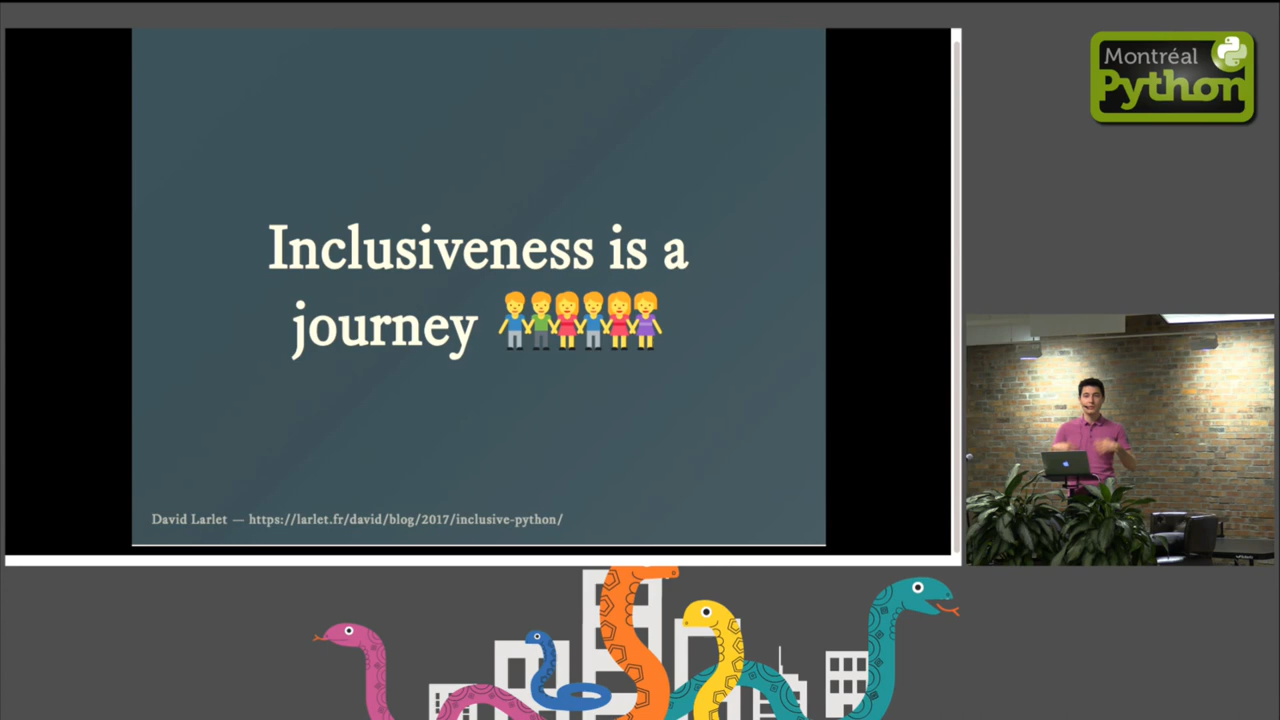 Montréal
Python
Inclusiveness is a
journey
David Larlet — https://larlet.fr/david/blog/2017/inclusive-python/